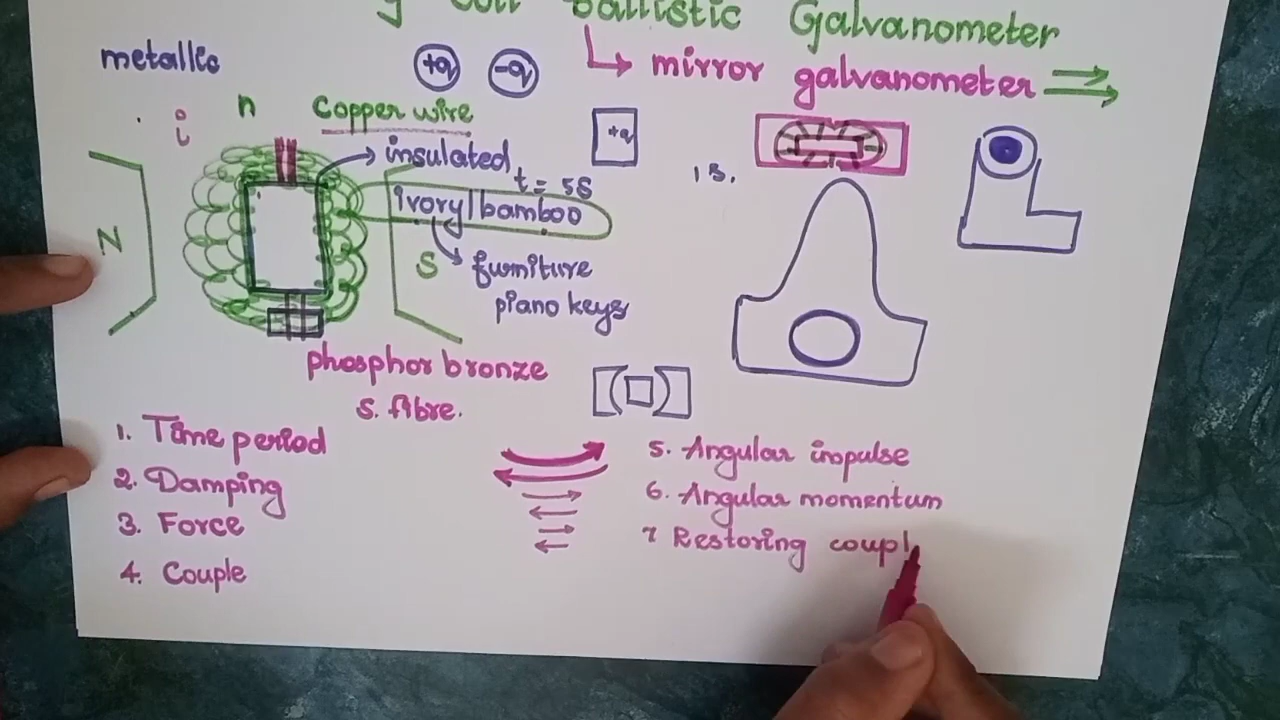 Coil Ballistic Galvanometer
mirror galvanometer
metallic
+q -q
i
n
copper wire
insulated
t = 5s
ivory/bamboo
furniture
piano keys
N
S
+q
13.
phosphor bronze
S. fibre.
1. Time period
2. Damping
3. Force
4. Couple
5. Angular impulse
6. Angular momentum
7 Restoring coupl